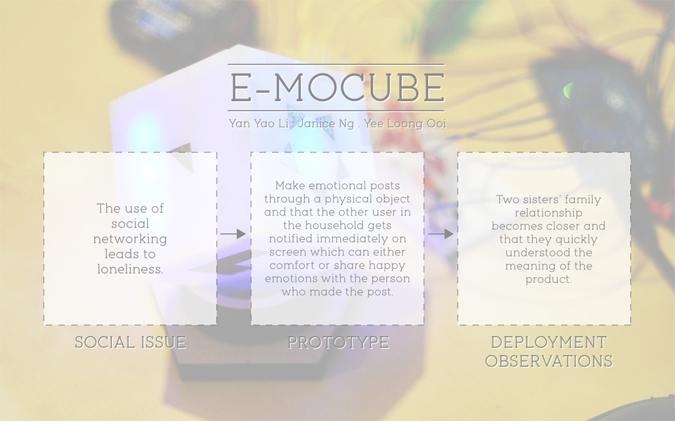 E-MOCUBE
Yan Yao Li . Janice Ng . Yee Loong Ooi
The use of
social
networking
leads to
loneliness.
SOCIAL ISSUE
Make emotional posts
through a physical object
and that the other user in
the household gets
notified immediately on
screen which can either
comfort or share happy
emotions with the person
who made the post.
PROTOTYPE
Two sisters' family
relationship
becomes closer and
that they quickly
understood the
meaning of the
product.
DEPLOYMENT
OBSERVATIONS